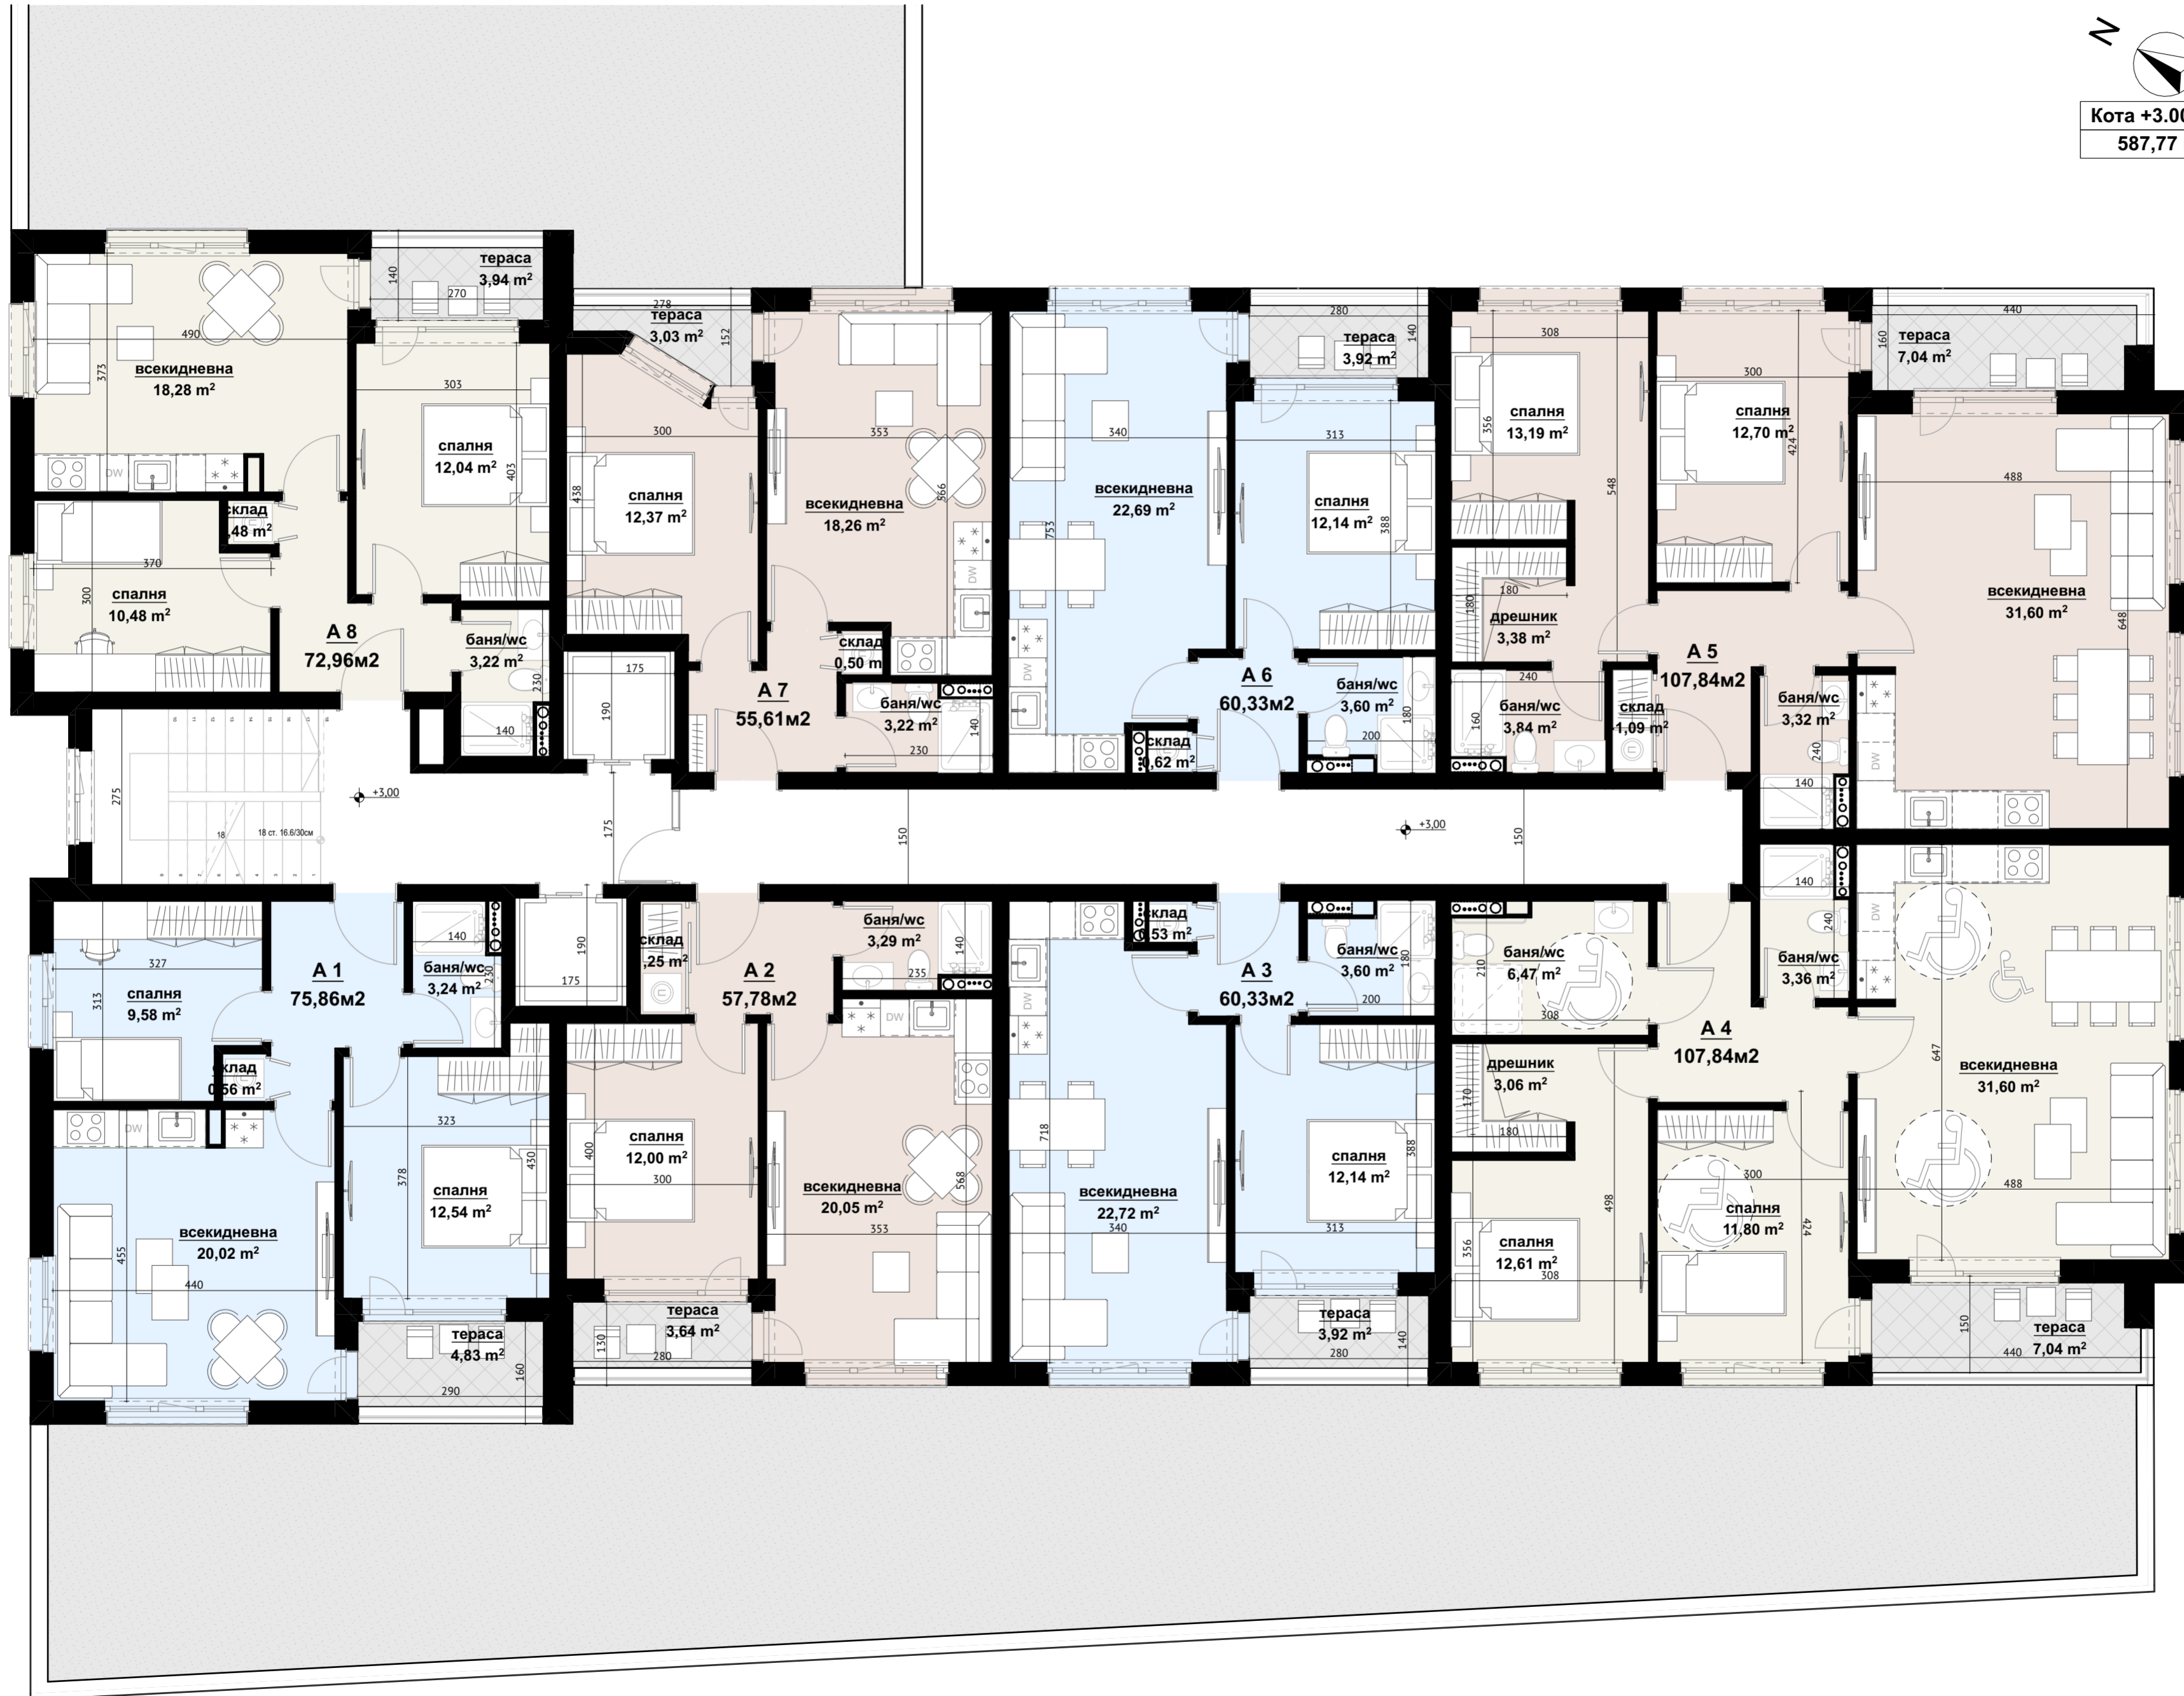 N
Кота +3.00
587,77
тераса
3,94 m²
140
270
490
373
всекидневна
18,28 m²
303
спалня
12,04 m²
403
DW
склад
,48 m²
370
300
спалня
10,48 m²
А 8
72,96м2
баня/wc
3,22 m²
230
140
278
тераса
3,03 m²
152
300
438
спалня
12,37 m²
353
всекидневна
18,26 m²
566
DW
склад
0,50 m
175
190
А 7
55,61м2
баня/wc
3,22 m²
140
230
280
тераса
3,92 m²
140
340
313
всекидневна
22,69 m²
753
спалня
12,14 m²
388
DW
А 6
60,33м2
баня/wc
3,60 m²
180
200
склад
,62 m²
308
356
спалня
13,19 m²
548
300
спалня
12,70 m²
424
440
160
тераса
7,04 m²
488
всекидневна
31,60 m²
648
180
180
дрешник
3,38 m²
240
160
баня/wc
3,84 m²
склад
1,09 m²
А 5
107,84м2
баня/wc
3,32 m²
240
140
DW
275
+3,00
18
18 ст. 16.6/30см
175
150
+3,00
150
327
313
спалня
9,58 m²
А 1
75,86м2
140
баня/wc
3,24 m²
230
190
175
склад
0,56 m²
DW
323
378
430
спалня
12,54 m²
всекидневна
20,02 m²
455
440
тераса
4,83 m²
160
290
склад
,25 m²
А 2
57,78м2
баня/wc
3,29 m²
140
235
DW
400
спалня
12,00 m²
300
568
всекидневна
20,05 m²
353
тераса
3,64 m²
130
280
склад
0,53 m²
DW
А 3
60,33м2
баня/wc
3,60 m²
180
200
718
всекидневна
22,72 m²
340
388
спалня
12,14 m²
313
тераса
3,92 m²
140
280
210
баня/wc
6,47 m²
308
А 4
107,84м2
140
240
баня/wc
3,36 m²
DW
дрешник
3,06 m²
170
180
498
356
спалня
12,61 m²
308
300
спалня
11,80 m²
424
647
всекидневна
31,60 m²
488
150
тераса
7,04 m²
440